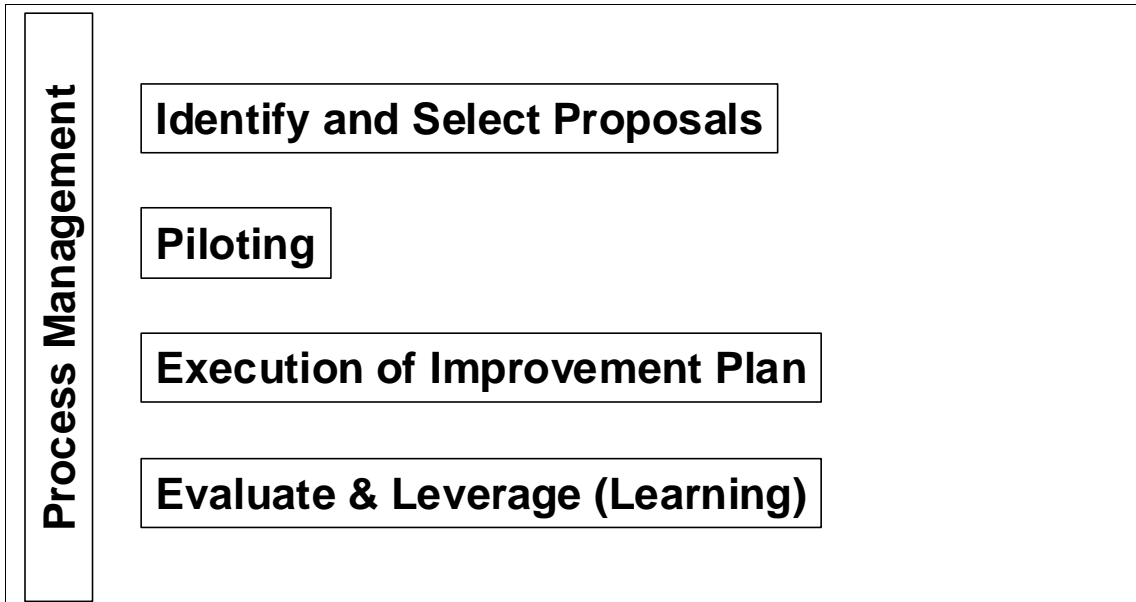 Process Management
Identify and Select Proposals
Piloting
Execution of Improvement Plan
Evaluate & Leverage (Learning)